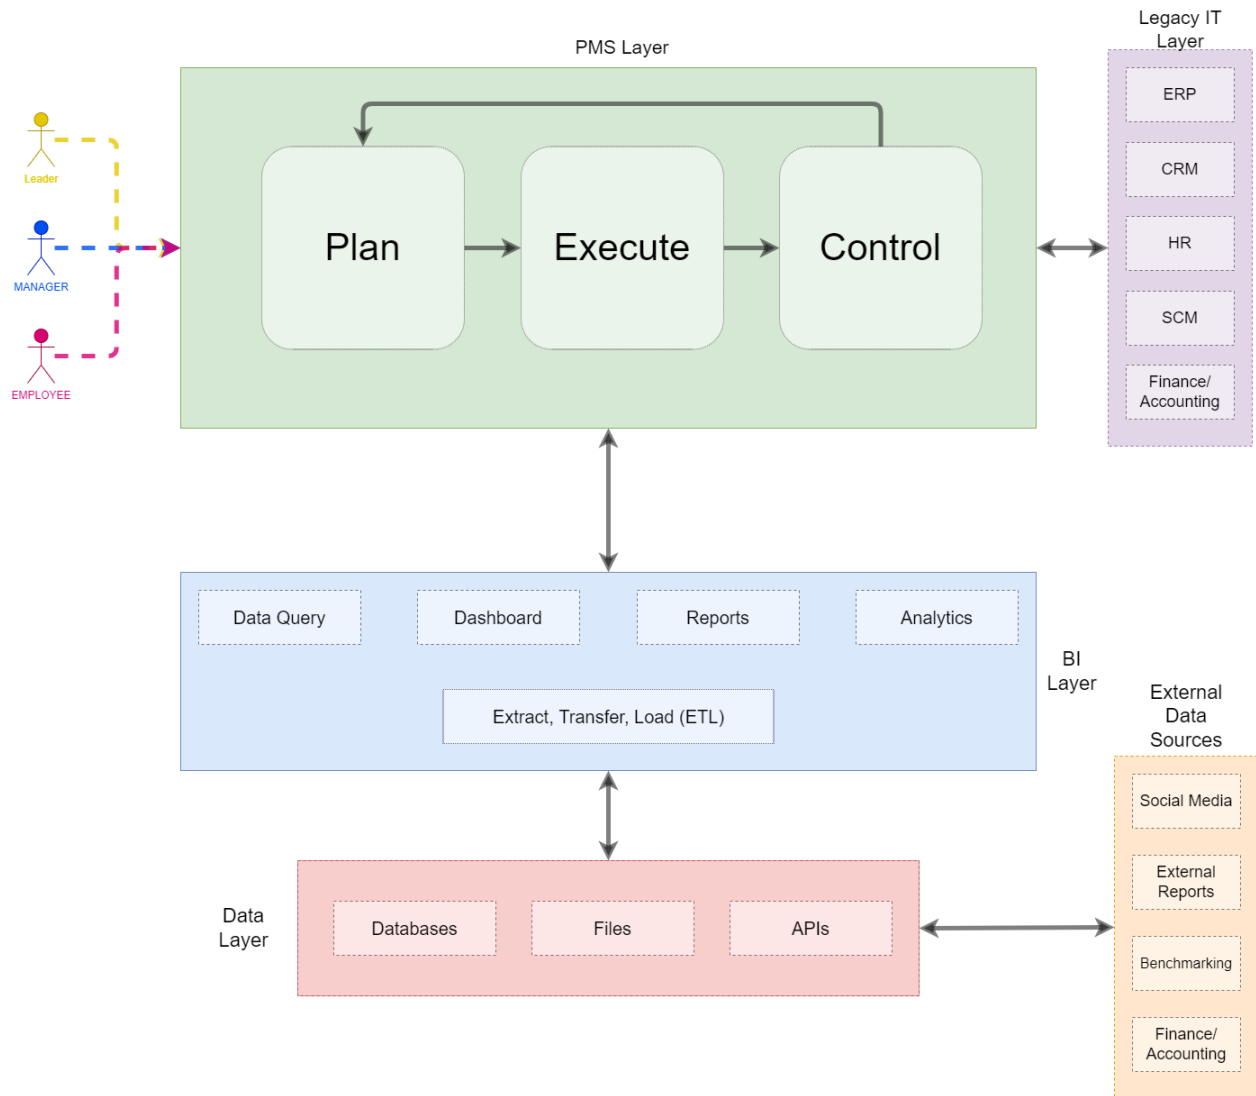 Legacy IT
Layer
PMS Layer
ERP
CRM
HR
SCM
Finance/
Accounting
Leader
MANAGER
EMPLOYEE
Plan
Execute
Control
Data Query
Dashboard
Reports
Analytics
Extract, Transfer, Load (ETL)
BI
Layer
External
Data
Sources
Social Media
External
Reports
Benchmarking
Finance/
Accounting
Data
Layer
Databases
Files
APIs